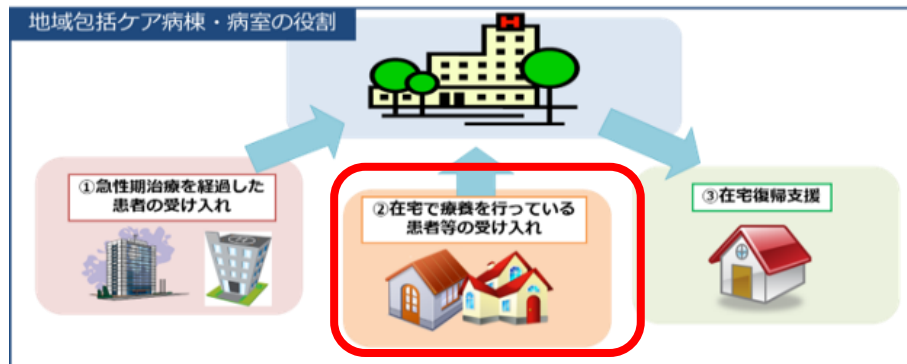 地域包括ケア病棟・病室の役割
H
①急性期治療を経過した
患者の受け入れ
②在宅で療養を行っている
患者等の受け入れ
③在宅復帰支援